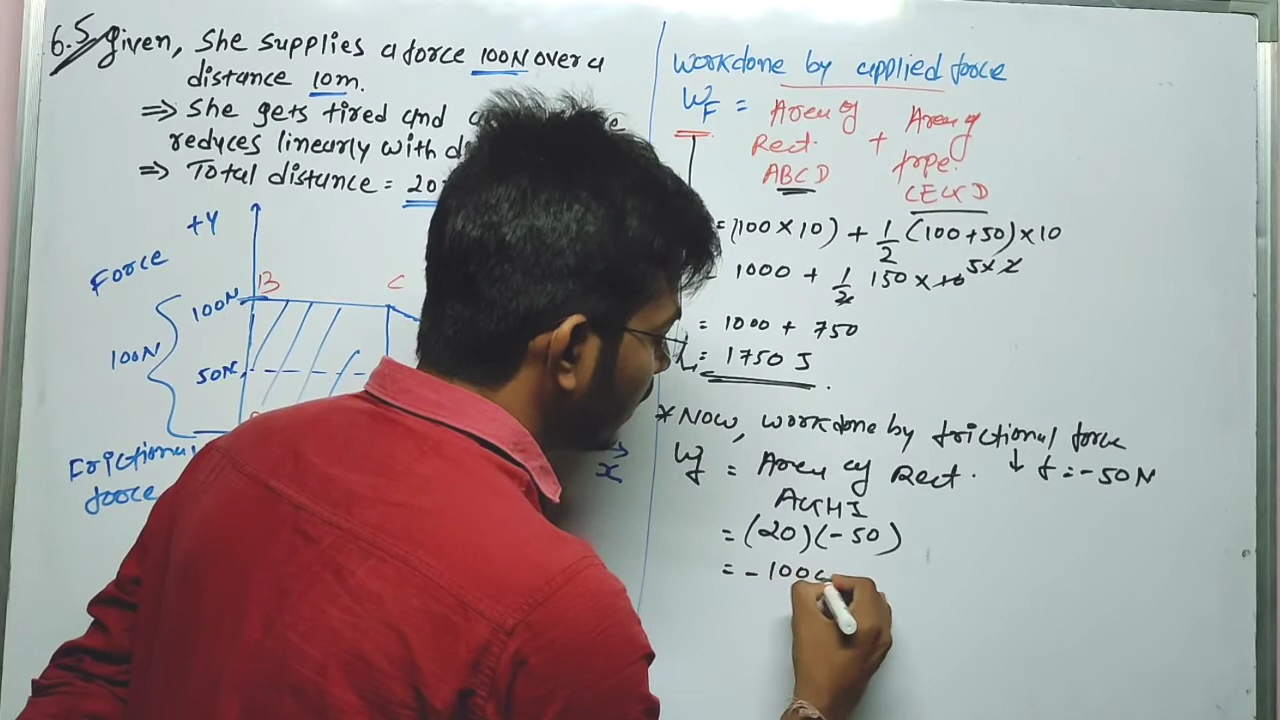 6.5 Given, She supplies a force 100N over a
distance 10m.
⇒ She gets tired and
reduces linearly with
⇒ Total distance = 20
+Y
Force
B
C
100N
100N
50N
Frictional
force
x
Workdone by applied force
W_F = Area of Rect. ABCD + Area of trpe. CEGD
= (100 × 10) + 1/2 (100 + 50) × 10
= 1000 + 1/2 150 × 10 5×2
= 1000 + 750
= 1750 J
* Now, workdone by frictional force
W_f = Area of Rect. ↓ f = -50N
AGHI
= (20)(-50)
= - 100